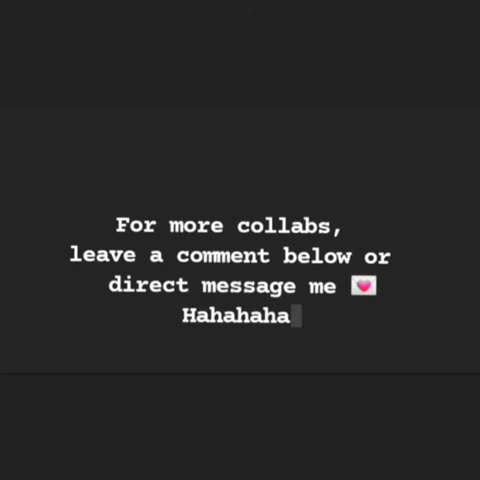 For more collabs,
leave a comment below or
direct message me 💌
Hahahaha